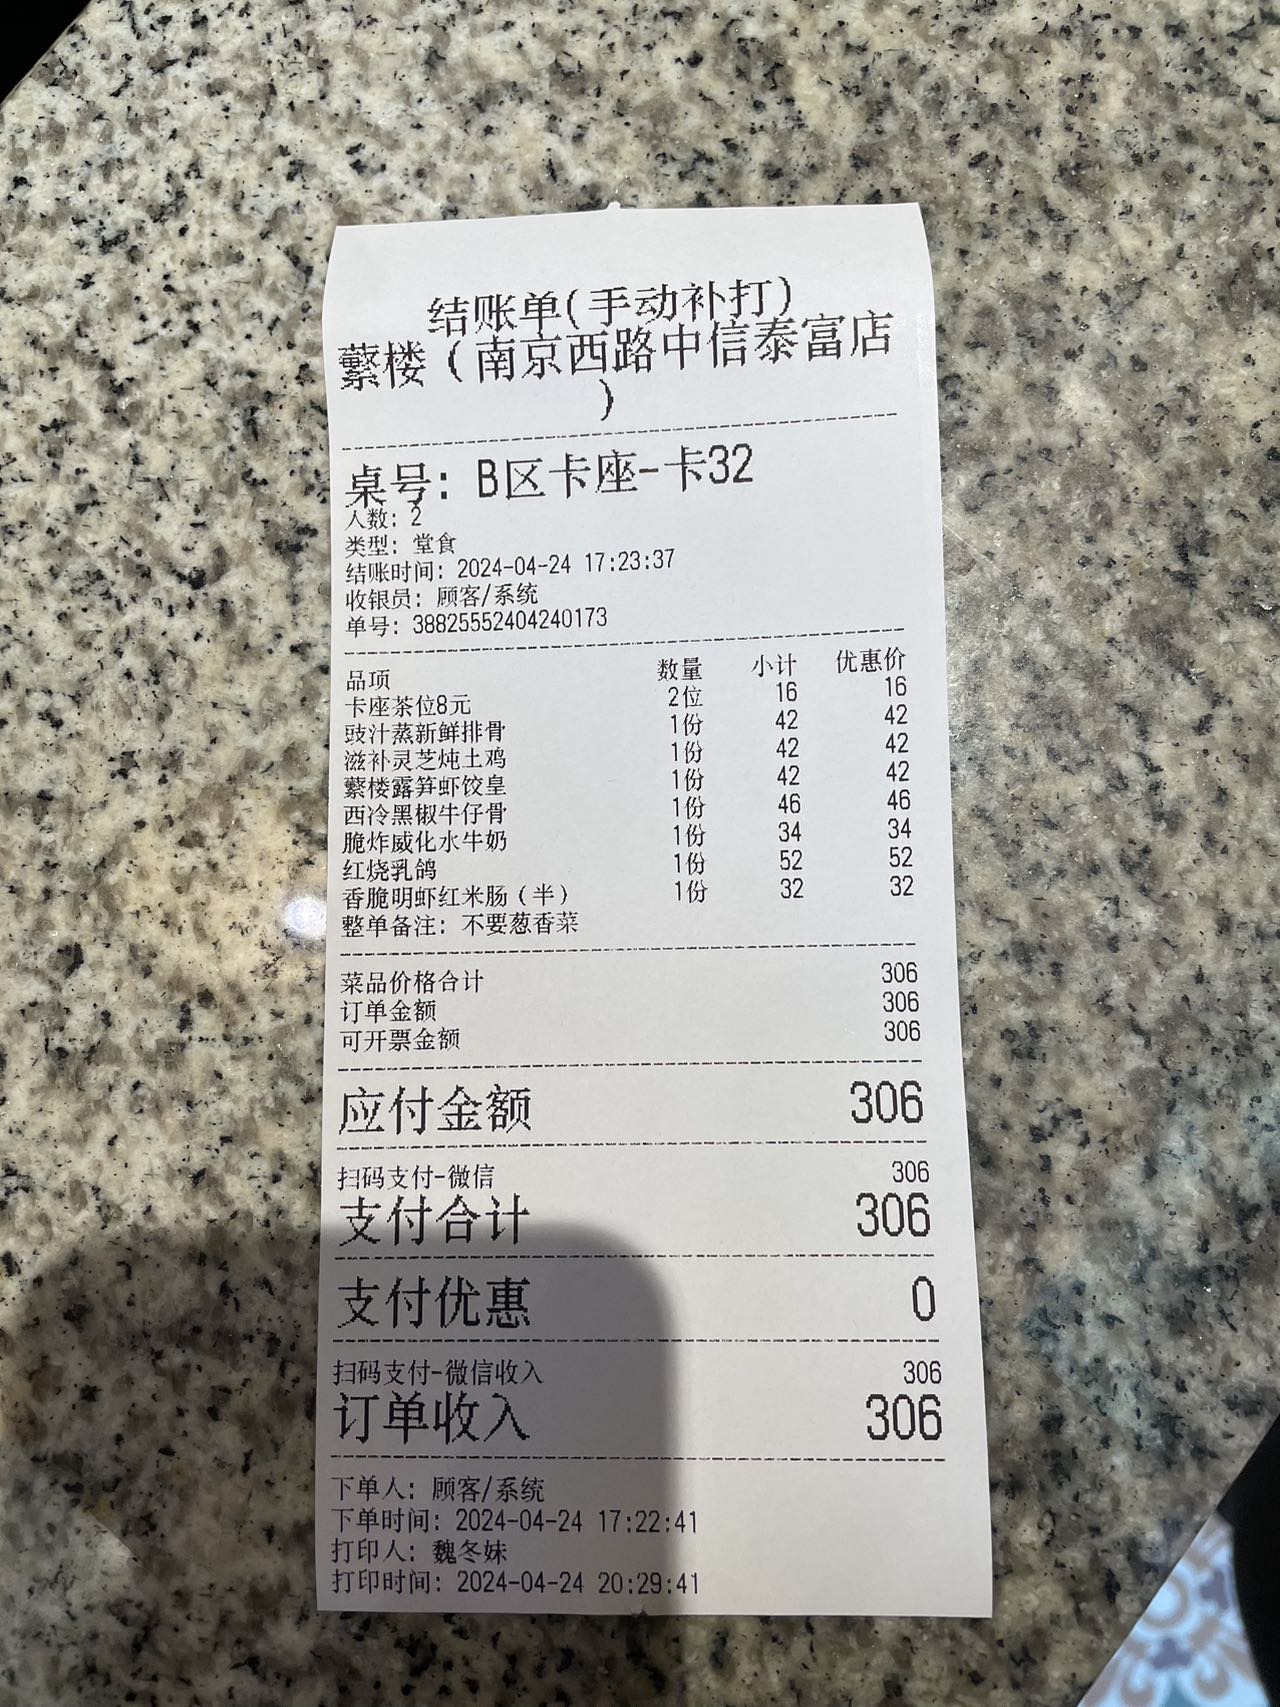 结账单(手动补打)
蘩楼（南京西路中信泰富店
）
桌号: B区卡座-卡32
人数: 2
类型: 堂食
结账时间: 2024-04-24 17:23:37
收银员: 顾客/系统
单号: 38825552404240173
品项 数量 小计 优惠价
卡座茶位8元 2位 16 16
豉汁蒸新鲜排骨 1份 42 42
滋补灵芝炖土鸡 1份 42 42
蘩楼露笋虾饺皇 1份 42 42
西冷黑椒牛仔骨 1份 46 46
脆炸威化水牛奶 1份 34 34
红烧乳鸽 1份 52 52
香脆明虾红米肠（半） 1份 32 32
整单备注: 不要葱香菜
菜品价格合计 306
订单金额 306
可开票金额 306
应付金额 306
扫码支付-微信 306
支付合计 306
支付优惠 0
扫码支付-微信收入 306
订单收入 306
下单人: 顾客/系统
下单时间: 2024-04-24 17:22:41
打印人: 魏冬妹
打印时间: 2024-04-24 20:29:41